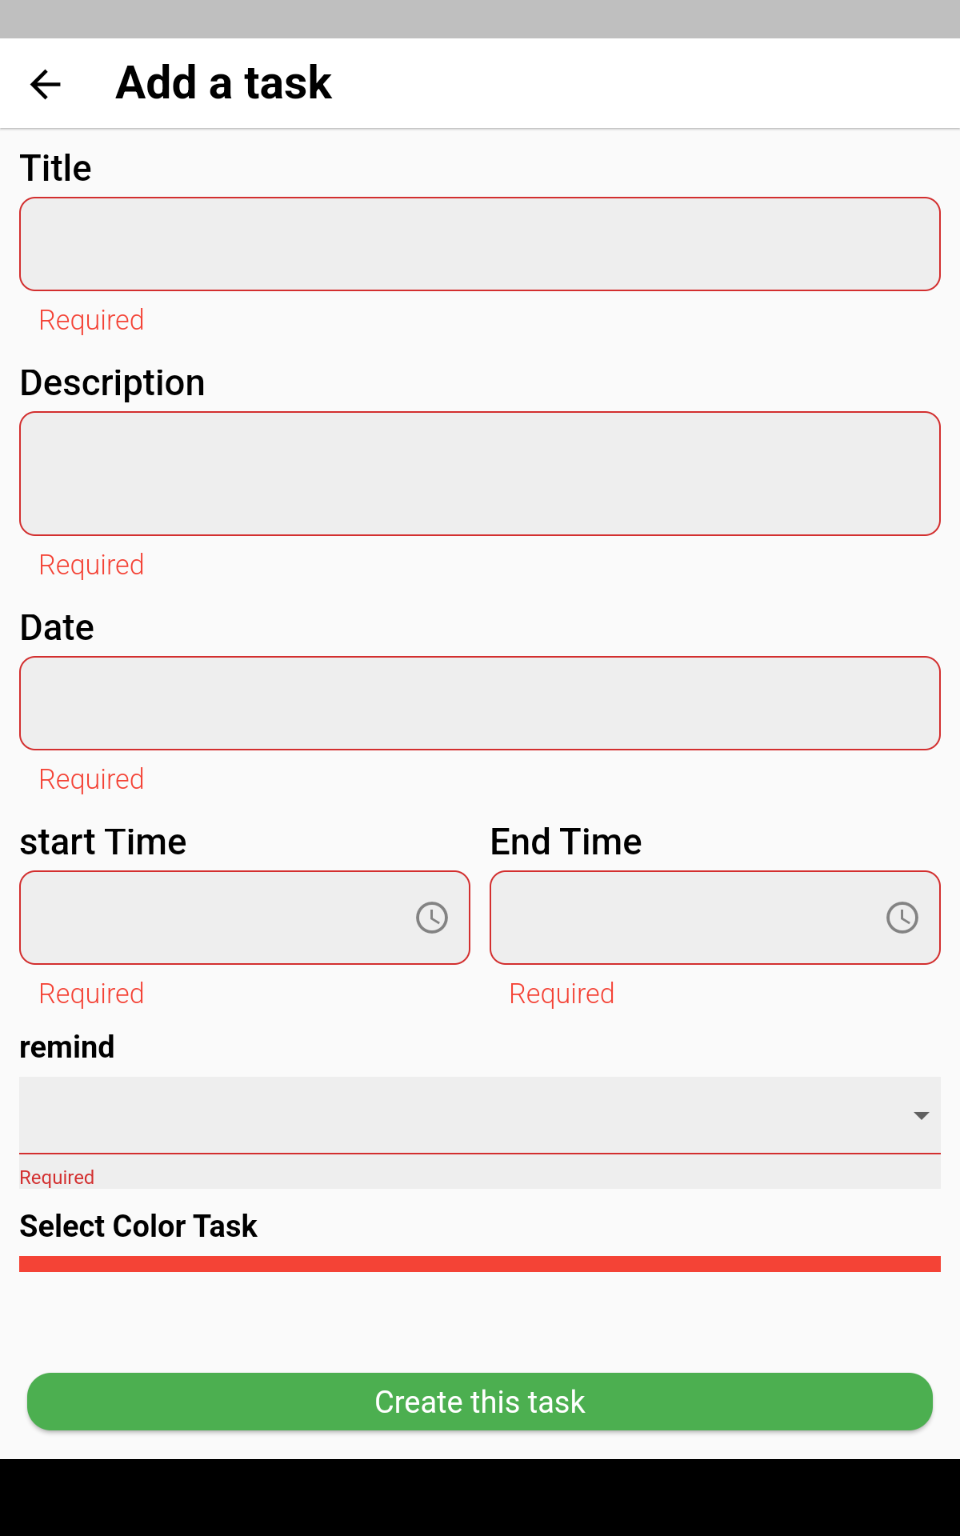 Add a task
Title
Required
Description
Required
Date
Required
start Time End Time
Required Required
remind
Required
Select Color Task
Create this task